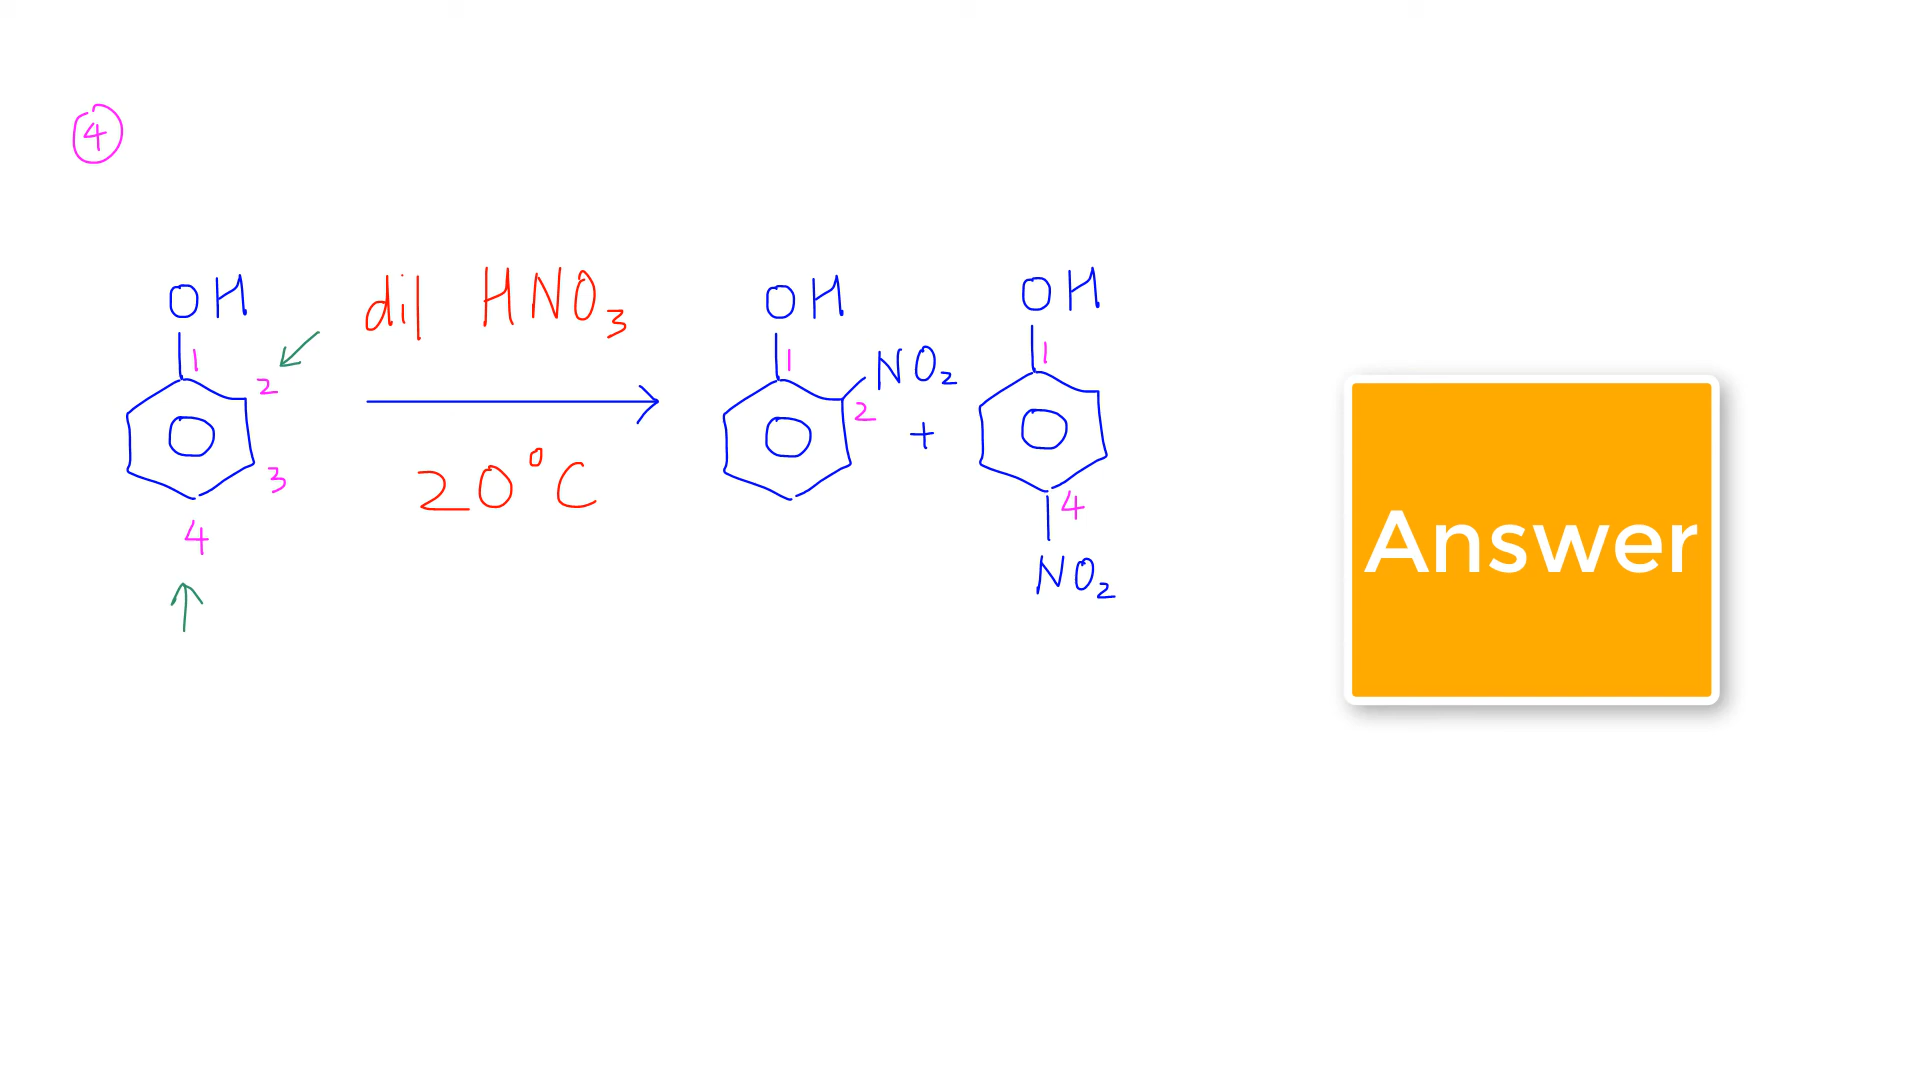 4
OH dil HNO3 OH OH
1 2 1 NO2 1
2 +
3 20°C
4 4
NO2
Answer